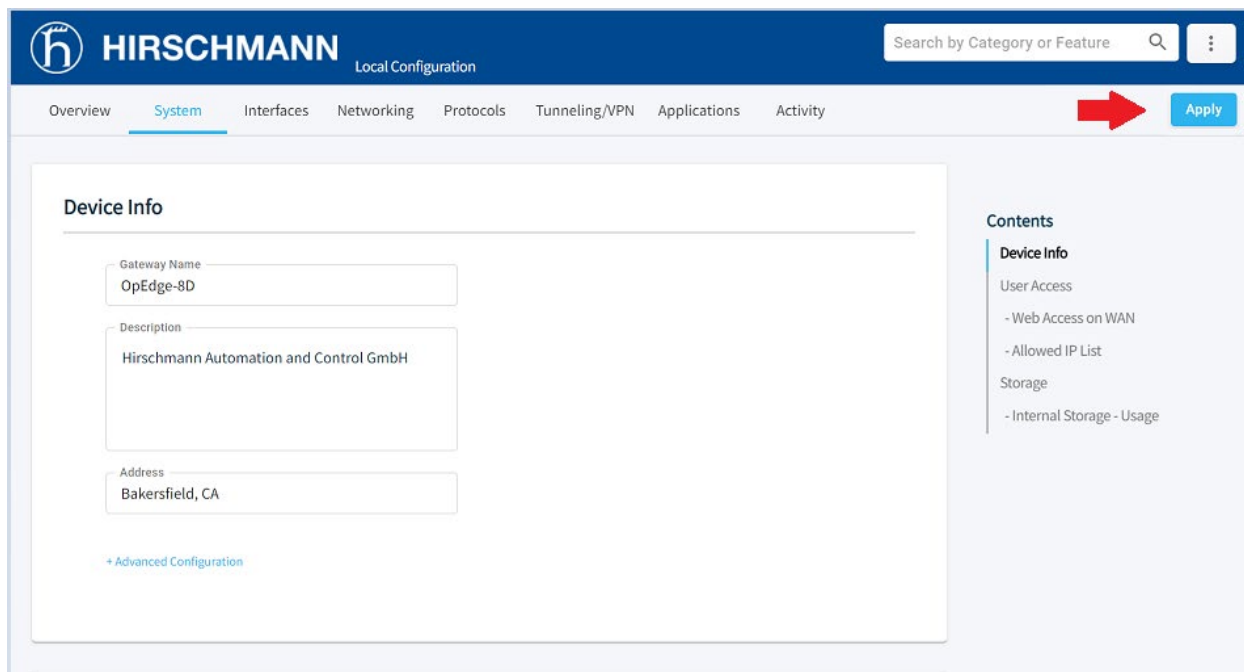 HIRSCHMANN
Local Configuration
Search by Category or Feature
Overview System Interfaces Networking Protocols Tunneling/VPN Applications Activity
Apply
Device Info
Gateway Name
OpEdge-8D
Description
Hirschmann Automation and Control GmbH
Address
Bakersfield, CA
+ Advanced Configuration
Contents
Device Info
User Access
- Web Access on WAN
- Allowed IP List
Storage
- Internal Storage - Usage